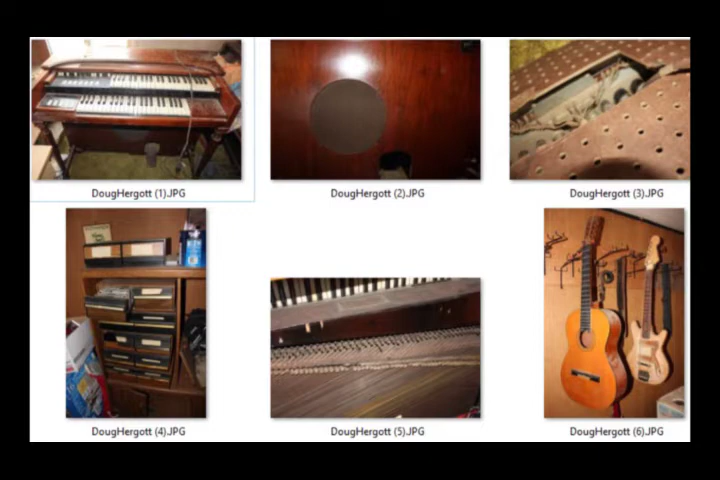 DougHergott (1).JPG
DougHergott (2).JPG
DougHergott (3).JPG
DougHergott (4).JPG
DougHergott (5).JPG
DougHergott (6).JPG